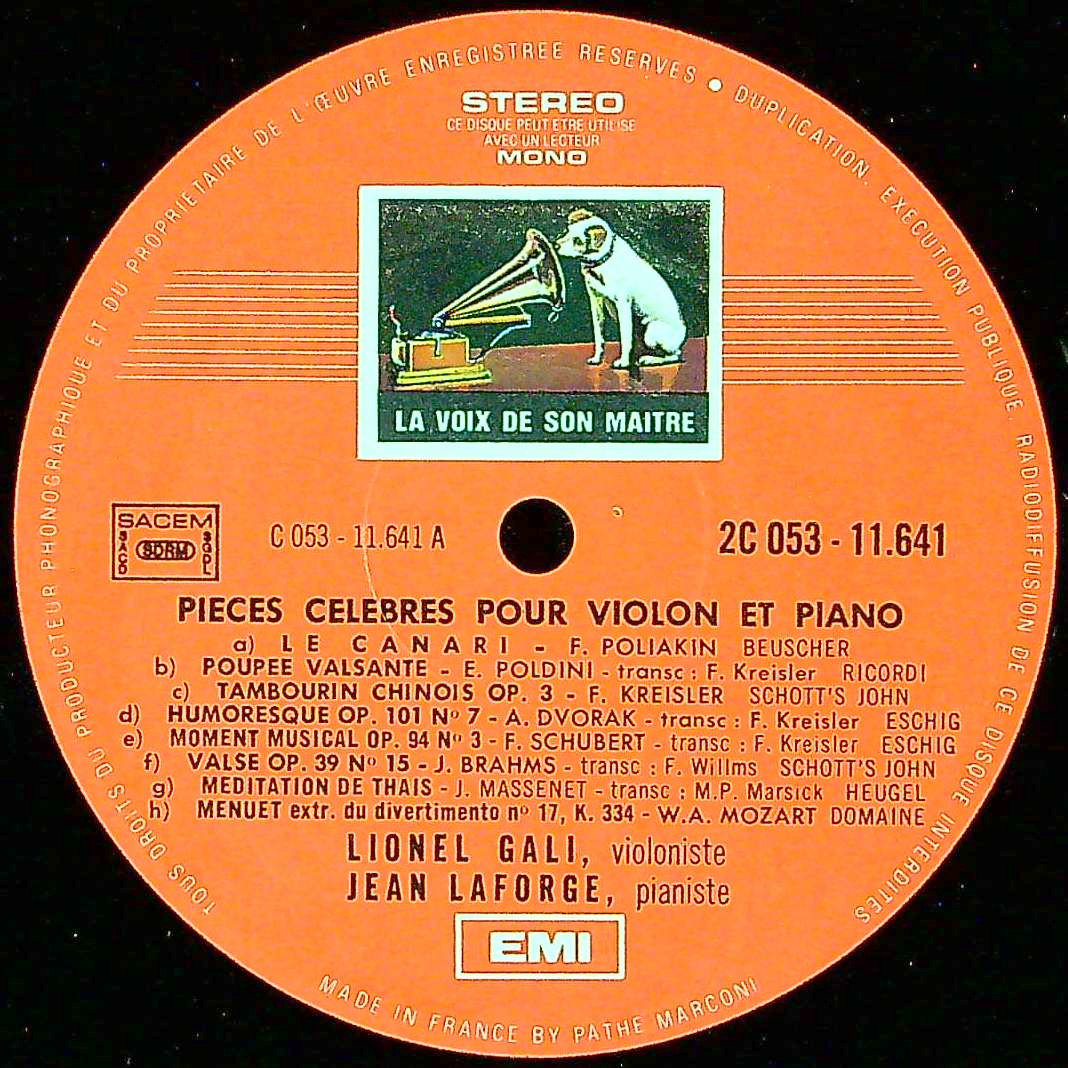 TOUS DROITS DU PRODUCTEUR PHONOGRAPHIQUE ET DU PROPRIETAIRE DE L'ŒUVRE ENREGISTREE RESERVES • DUPLICATION. EXECUTION PUBLIQUE. RADIODIFFUSION DE CE DISQUE INTERDITES
STEREO
CE DISQUE PEUT ETRE UTILISE
AVEC UN LECTEUR
MONO
LA VOIX DE SON MAITRE
SACEM
SACD SDRM SGDL
C 053 - 11.641 A
2C 053 - 11.641
PIECES CELEBRES POUR VIOLON ET PIANO
a) LE CANARI - F. POLIAKIN BEUSCHER
b) POUPEE VALSANTE - E. POLDINI - transc : F. Kreisler RICORDI
c) TAMBOURIN CHINOIS OP. 3 - F. KREISLER SCHOTT'S JOHN
d) HUMORESQUE OP. 101 Nº 7 - A. DVORAK - transc : F. Kreisler ESCHIG
e) MOMENT MUSICAL OP. 94 Nº 3 - F. SCHUBERT - transc : F. Kreisler ESCHIG
f) VALSE OP. 39 Nº 15 - J. BRAHMS - transc : F. Willms SCHOTT'S JOHN
g) MEDITATION DE THAIS - J. MASSENET - transc : M.P. Marsick HEUGEL
h) MENUET extr. du divertimento nº 17, K. 334 - W.A. MOZART DOMAINE
LIONEL GALI, violoniste
JEAN LAFORGE, pianiste
EMI
MADE IN FRANCE BY PATHE MARCONI